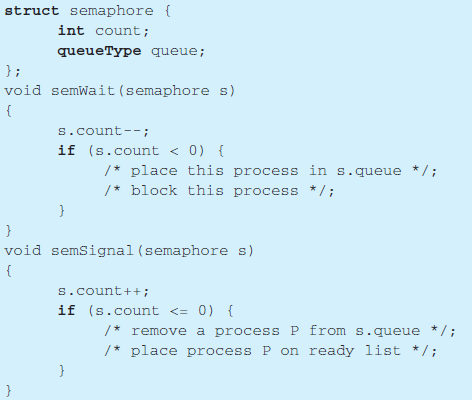 struct semaphore {
int count;
queueType queue;
};
void semWait(semaphore s)
{
s.count--;
if (s.count < 0) {
/* place this process in s.queue */;
/* block this process */;
}
}
void semSignal(semaphore s)
{
s.count++;
if (s.count <= 0) {
/* remove a process P from s.queue */;
/* place process P on ready list */;
}
}